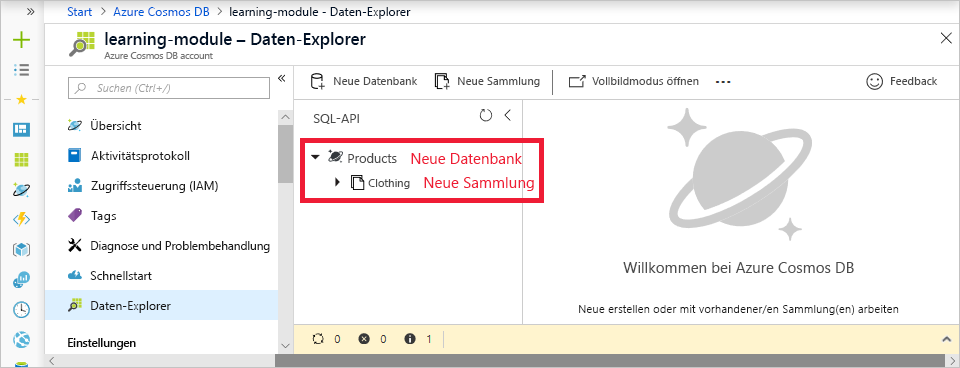 Start > Azure Cosmos DB > learning-module - Daten-Explorer
learning-module – Daten-Explorer
Azure Cosmos DB account
Suchen (Ctrl+/)
Übersicht
Aktivitätsprotokoll
Zugriffssteuerung (IAM)
Tags
Diagnose und Problembehandlung
Schnellstart
Daten-Explorer
Einstellungen
Neue Datenbank Neue Sammlung Vollbildmodus öffnen ... Feedback
SQL-API
Products Neue Datenbank
Clothing Neue Sammlung
Willkommen bei Azure Cosmos DB
Neue erstellen oder mit vorhandener/en Sammlung(en) arbeiten
0 0 1